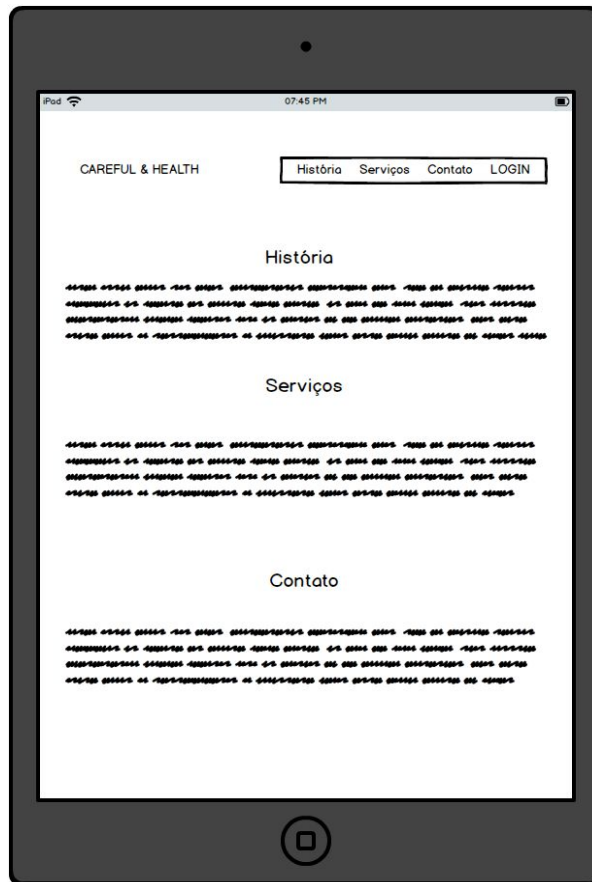 iPad 07:45 PM
CAREFUL & HEALTH História Serviços Contato LOGIN
História
Serviços
Contato